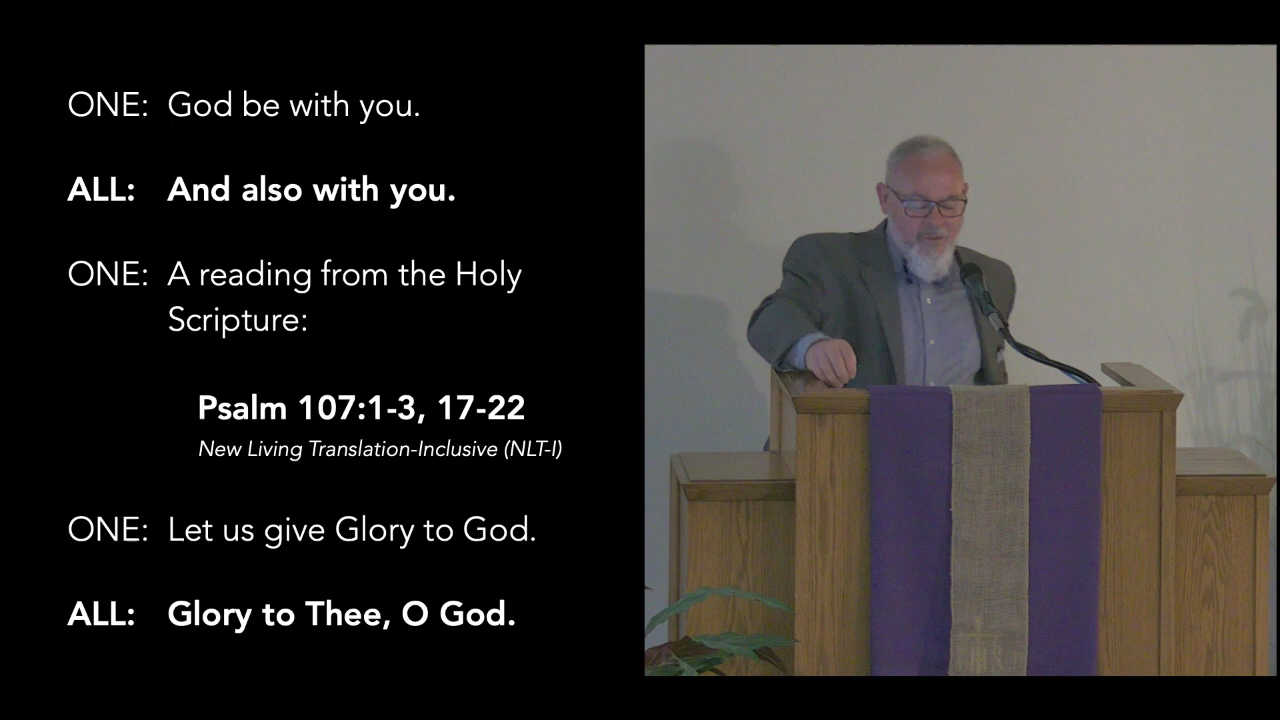 ONE: God be with you.
ALL: And also with you.
ONE: A reading from the Holy
Scripture:
Psalm 107:1-3, 17-22
New Living Translation-Inclusive (NLT-I)
ONE: Let us give Glory to God.
ALL: Glory to Thee, O God.